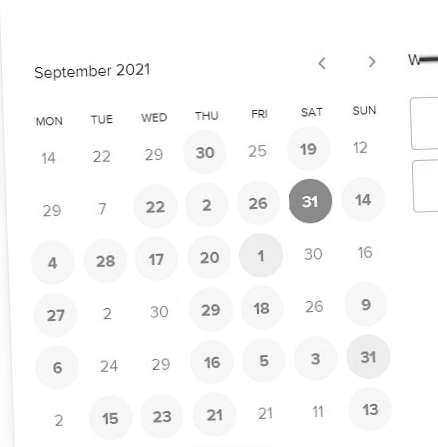 September 2021 < >
W
MON TUE WED THU FRI SAT SUN
14 22 29 30 25 19 12
29 7 22 2 26 31 14
4 28 17 20 1 30 16
27 2 30 29 18 26 9
6 24 29 16 5 3 31
2 15 23 21 21 11 13